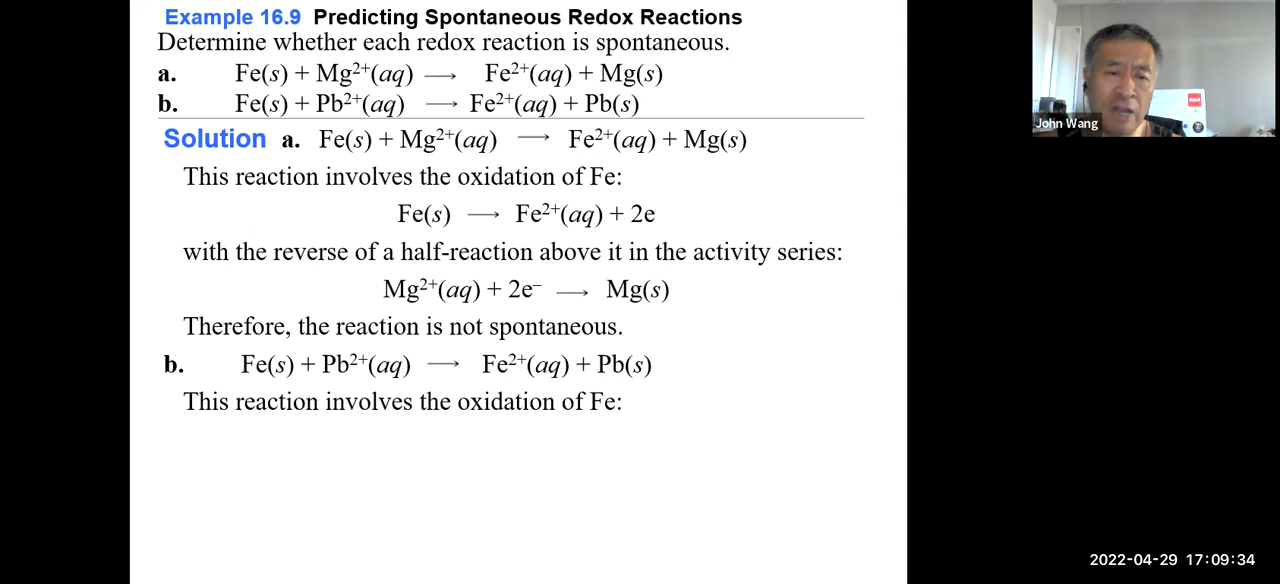 Example 16.9 Predicting Spontaneous Redox Reactions
Determine whether each redox reaction is spontaneous.
a. Fe(s) + Mg²⁺(aq) ⟶ Fe²⁺(aq) + Mg(s)
b. Fe(s) + Pb²⁺(aq) ⟶ Fe²⁺(aq) + Pb(s)
Solution a. Fe(s) + Mg²⁺(aq) ⟶ Fe²⁺(aq) + Mg(s)
This reaction involves the oxidation of Fe:
Fe(s) ⟶ Fe²⁺(aq) + 2e
with the reverse of a half-reaction above it in the activity series:
Mg²⁺(aq) + 2e⁻ ⟶ Mg(s)
Therefore, the reaction is not spontaneous.
b. Fe(s) + Pb²⁺(aq) ⟶ Fe²⁺(aq) + Pb(s)
This reaction involves the oxidation of Fe:
RCA
John Wang
2022-04-29 17:09:34